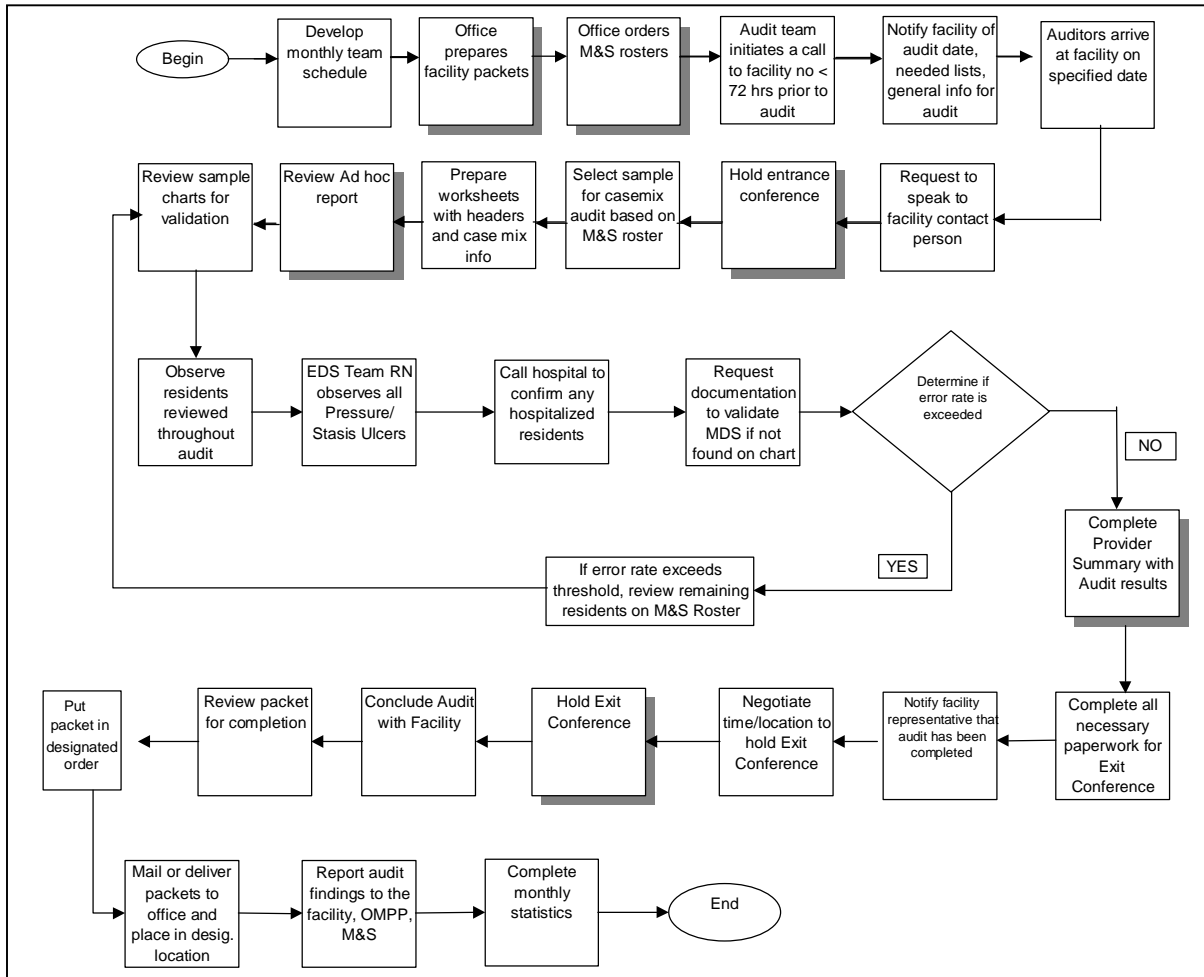 Begin
Develop
monthly team
schedule
Office
prepares
facility packets
Office orders
M&S rosters
Audit team
initiates a call
to facility no <
72 hrs prior to
audit
Notify facility of
audit date,
needed lists,
general info for
audit
Auditors arrive
at facility on
specified date
Review sample
charts for
validation
Review Ad hoc
report
Prepare
worksheets
with headers
and case mix
info
Select sample
for casemix
audit based on
M&S roster
Hold entrance
conference
Request to
speak to
facility contact
person
Observe
residents
reviewed
throughout
audit
EDS Team RN
observes all
Pressure/
Stasis Ulcers
Call hospital to
confirm any
hospitalized
residents
Request
documentation
to validate
MDS if not
found on chart
Determine if
error rate is
exceeded
NO
YES
If error rate exceeds
threshold, review remaining
residents on M&S Roster
Complete
Provider
Summary with
Audit results
Put
packet in
designated
order
Review packet
for completion
Conclude Audit
with Facility
Hold Exit
Conference
Negotiate
time/location to
hold Exit
Conference
Notify facility
representative that
audit has been
completed
Complete all
necessary
paperwork for
Exit
Conference
Mail or deliver
packets to
office and
place in desig.
location
Report audit
findings to the
facility, OMPP,
M&S
Complete
monthly
statistics
End